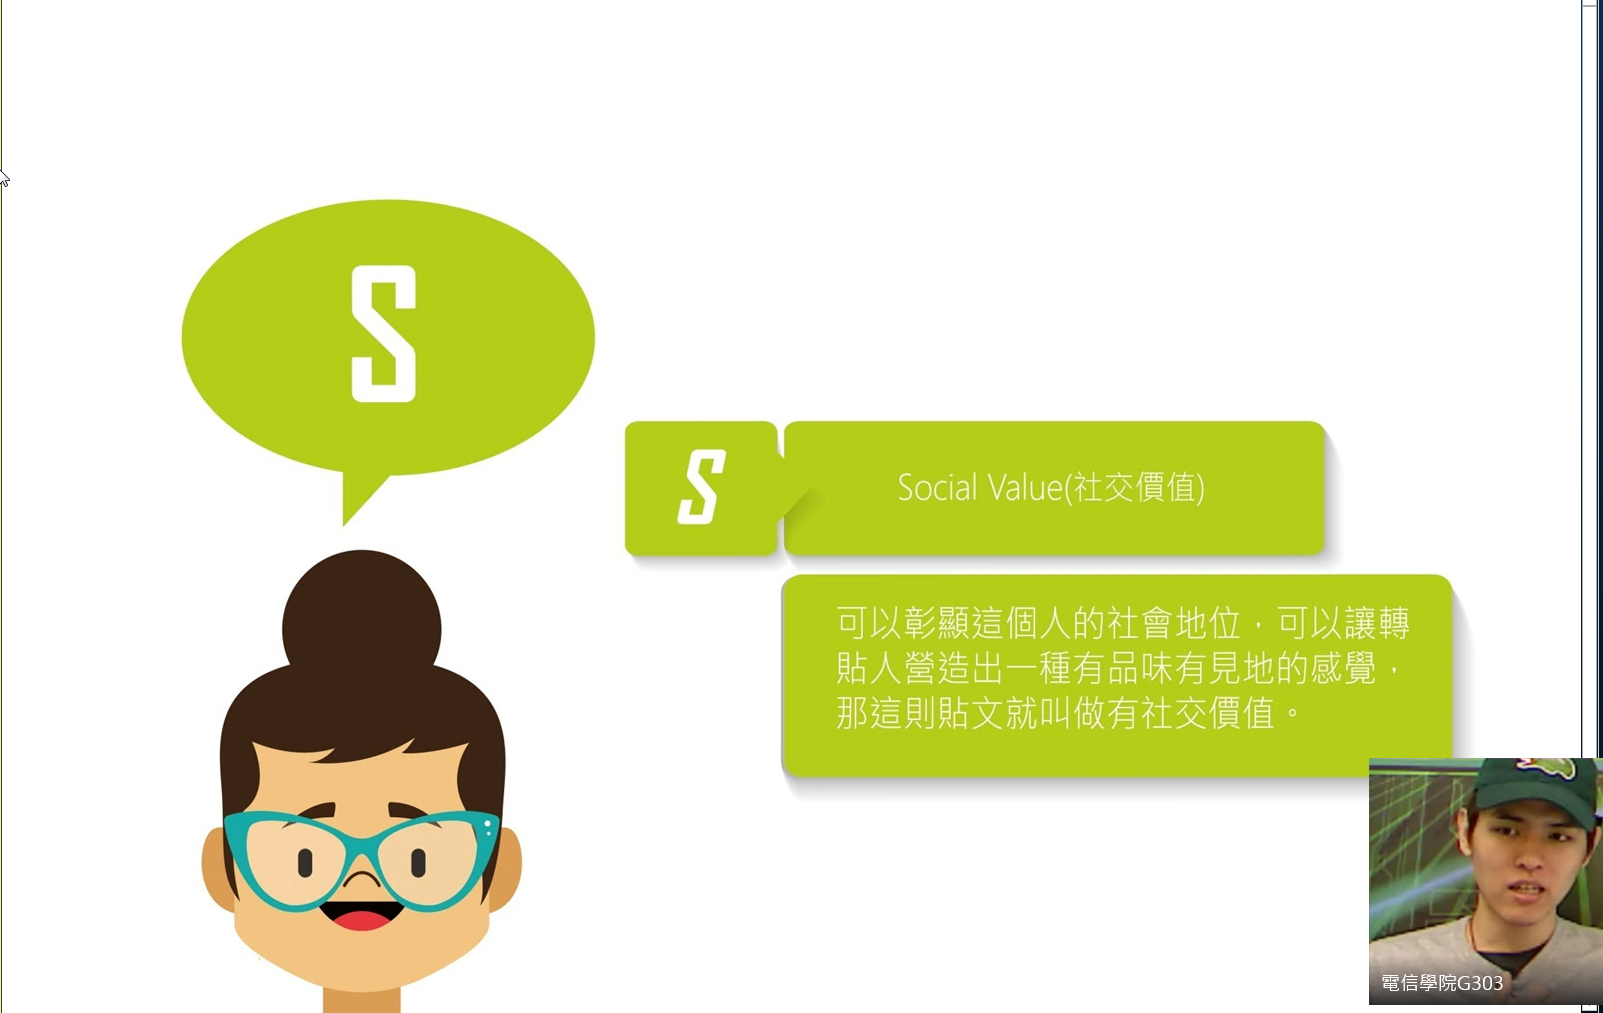 S
S
Social Value(社交價值)
可以彰顯這個人的社會地位，可以讓轉
貼人營造出一種有品味有見地的感覺，
那這則貼文就叫做有社交價值。
電信學院G303